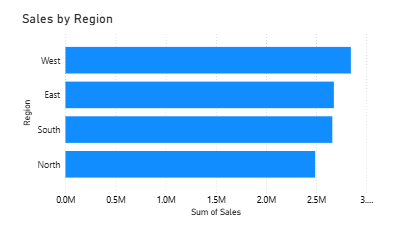 Sales by Region
West
East
South
North
Region
0.0M 0.5M 1.0M 1.5M 2.0M 2.5M 3....
Sum of Sales